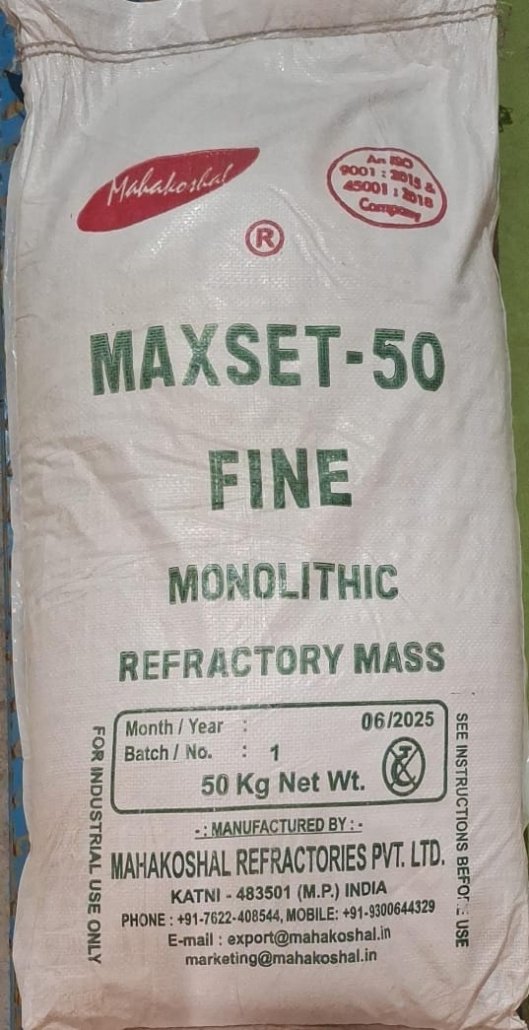 Mahakoshal
An ISO
9001 : 2015 &
45001 : 2018
Company
®
MAXSET-50
FINE
MONOLITHIC
REFRACTORY MASS
Month / Year : 06/2025
Batch / No. : 1
50 Kg Net Wt.
FOR INDUSTRIAL USE ONLY
SEE INSTRUCTIONS BEFORE USE
-: MANUFACTURED BY :-
MAHAKOSHAL REFRACTORIES PVT. LTD.
KATNI - 483501 (M.P.) INDIA
PHONE : +91-7622-408544, MOBILE: +91-9300644329
E-mail : export@mahakoshal.in
marketing@mahakoshal.in